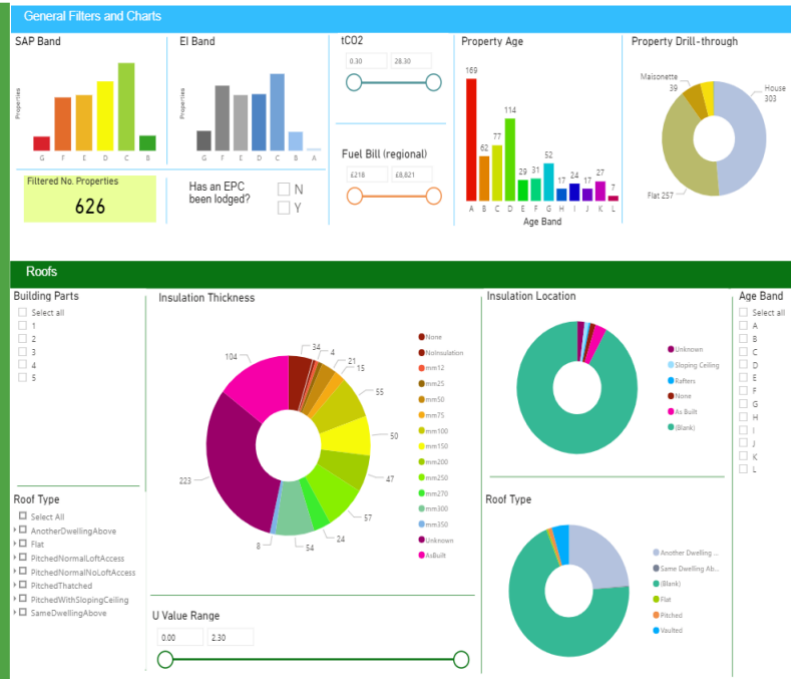 General Filters and Charts
SAP Band
Properties
G F E D C B
EI Band
Properties
G F E D C B A
tCO2
0.30 28.30
Fuel Bill (regional)
£218 £8,821
Property Age
169
62
77
114
29
31
52
17
24
17
27
7
A B C D E F G H I J K L
Age Band
Property Drill-through
Maisonette
39
House
303
Flat 257
Filtered No. Properties
626
Has an EPC
been lodged?
N
Y
Roofs
Building Parts
Select all
1
2
3
4
5
Roof Type
Select All
AnotherDwellingAbove
Flat
PitchedNormalLoftAccess
PitchedNormalNoLoftAccess
PitchedThatched
PitchedWithSlopingCeiling
SameDwellingAbove
Insulation Thickness
34
4
21
15
55
50
47
57
24
54
8
223
104
None
NoInsulation
mm12
mm25
mm50
mm75
mm100
mm150
mm200
mm250
mm270
mm300
mm350
Unknown
AsBuilt
U Value Range
0.00 2.30
Insulation Location
Unknown
Sloping Ceiling
Rafters
None
As Built
(Blank)
Roof Type
Another Dwelling ...
Same Dwelling Ab...
(Blank)
Flat
Pitched
Vaulted
Age Band
Select all
A
B
C
D
E
F
G
H
I
J
K
L